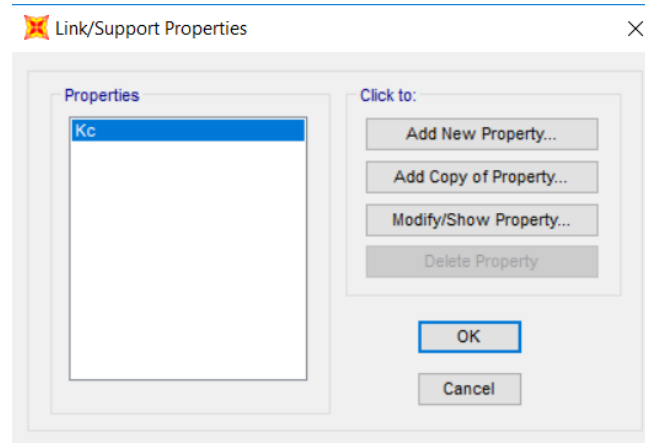 Link/Support Properties
Properties
Kc
Click to:
Add New Property...
Add Copy of Property...
Modify/Show Property...
Delete Property
OK
Cancel